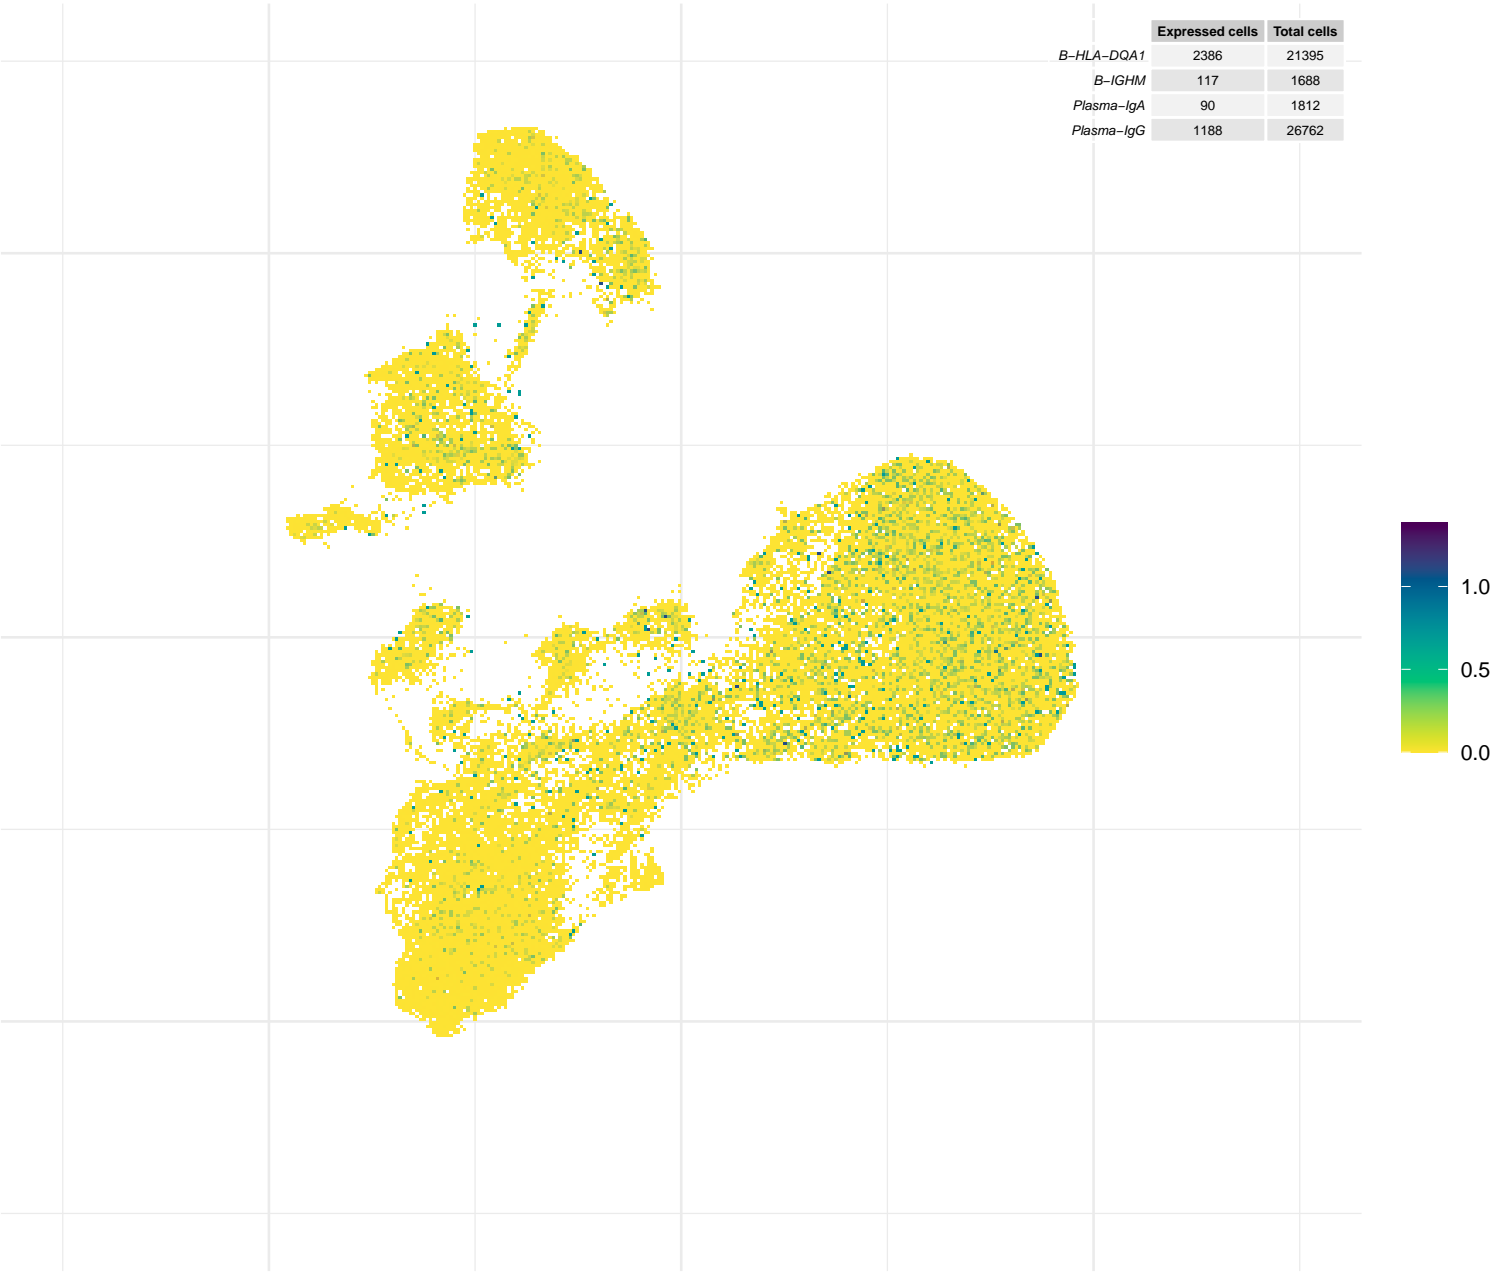 Expressed cells Total cells
B−HLA−DQA1 2386 21395
B−IGHM 117 1688
Plasma−IgA 90 1812
Plasma−IgG 1188 26762
1.0
0.5
0.0